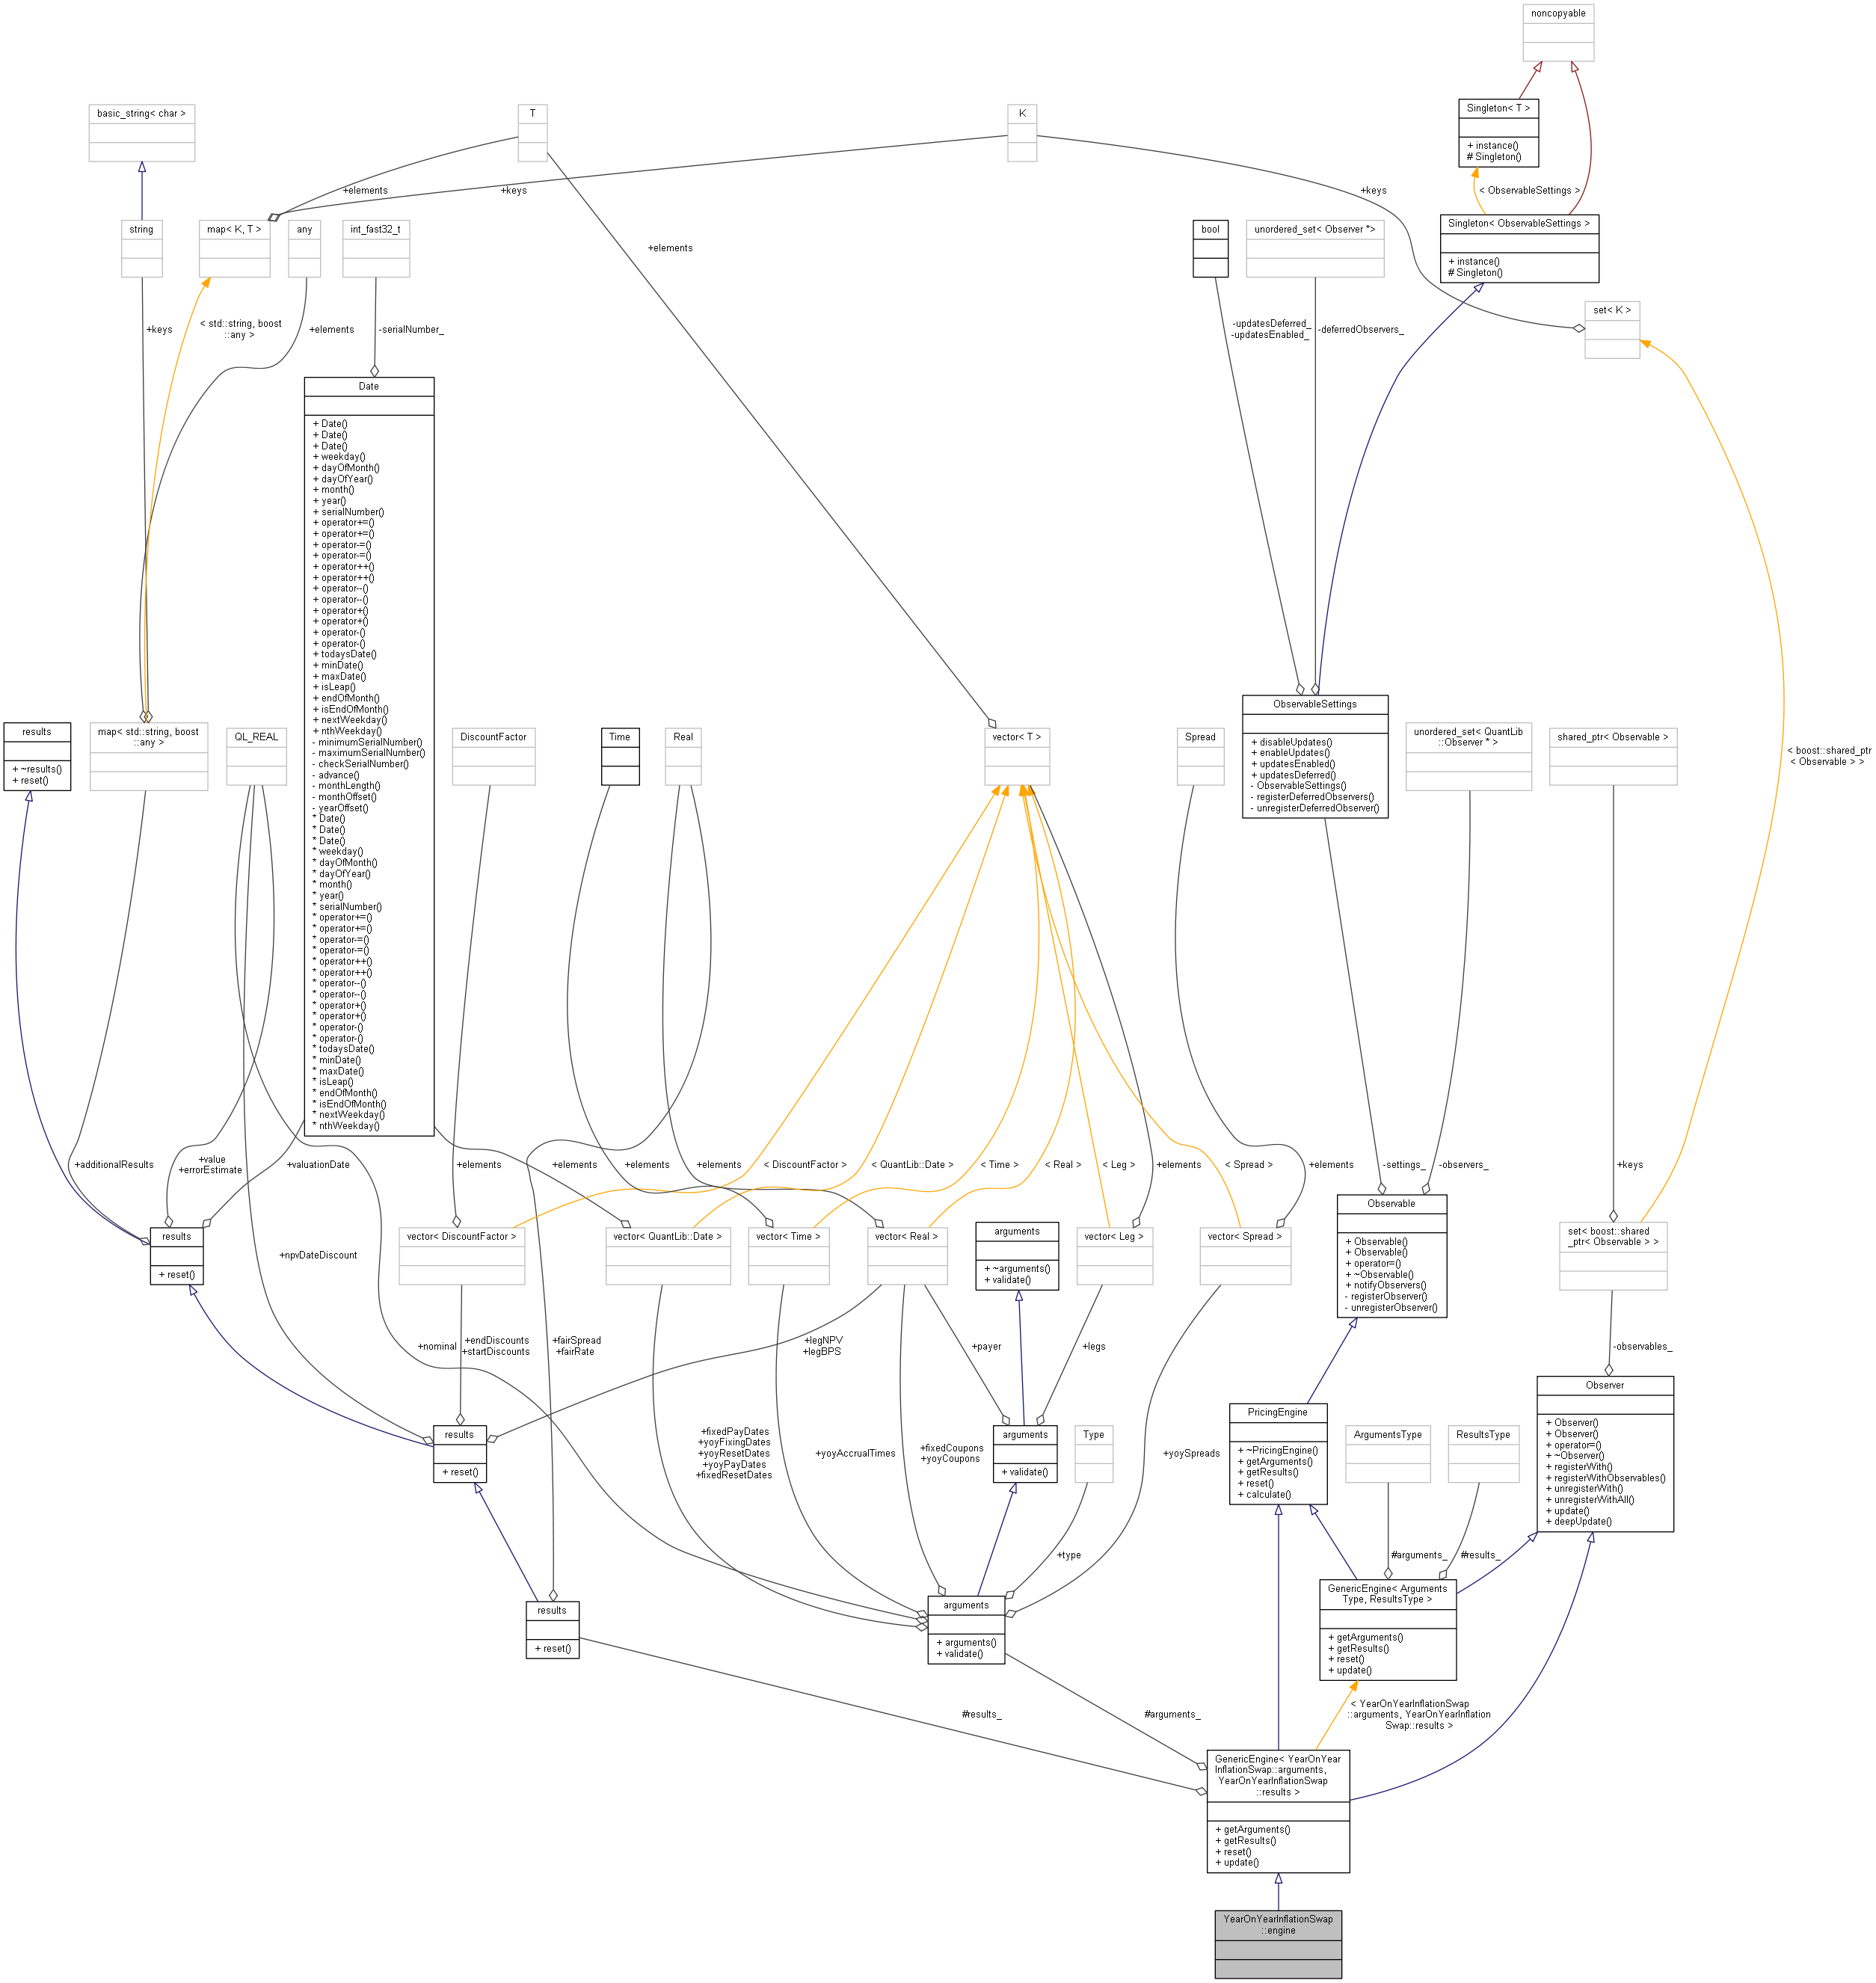 noncopyable
basic_string< char >
T
K
Singleton< T >
+ instance()
# Singleton()
+elements
+keys
+keys
< ObservableSettings >
string
map< K, T >
any
int_fast32_t
bool
unordered_set< Observer *>
Singleton< ObservableSettings >
+ instance()
# Singleton()
+elements
set< K >
+keys
< std::string, boost
::any >
+elements
-serialNumber_
-updatesDeferred_
-updatesEnabled_
-deferredObservers_
Date
+ Date()
+ Date()
+ Date()
+ weekday()
+ dayOfMonth()
+ dayOfYear()
+ month()
+ year()
+ serialNumber()
+ operator+=()
+ operator+=()
+ operator-=()
+ operator-=()
+ operator++()
+ operator++()
+ operator--()
+ operator--()
+ operator+()
+ operator+()
+ operator-()
+ operator-()
+ todaysDate()
+ minDate()
+ maxDate()
+ isLeap()
+ endOfMonth()
+ isEndOfMonth()
+ nextWeekday()
+ nthWeekday()
- minimumSerialNumber()
- maximumSerialNumber()
- checkSerialNumber()
- advance()
- monthLength()
- monthOffset()
- yearOffset()
* Date()
* Date()
* Date()
* weekday()
* dayOfMonth()
* dayOfYear()
* month()
* year()
* serialNumber()
* operator+=()
* operator+=()
* operator-=()
* operator-=()
* operator++()
* operator++()
* operator--()
* operator--()
* operator+()
* operator+()
* operator-()
* operator-()
* todaysDate()
* minDate()
* maxDate()
* isLeap()
* endOfMonth()
* isEndOfMonth()
* nextWeekday()
* nthWeekday()
results
+ ~results()
+ reset()
map< std::string, boost
::any >
QL_REAL
DiscountFactor
Time
Real
vector< T >
Spread
ObservableSettings
+ disableUpdates()
+ enableUpdates()
+ updatesEnabled()
+ updatesDeferred()
- ObservableSettings()
- registerDeferredObservers()
- unregisterDeferredObserver()
unordered_set< QuantLib
::Observer * >
shared_ptr< Observable >
< boost::shared_ptr
< Observable > >
+additionalResults
+value
+errorEstimate
+valuationDate
+elements
+elements
+elements
+elements
< DiscountFactor >
< QuantLib::Date >
< Time >
< Real >
< Leg >
+elements
< Spread >
+elements
-settings_
-observers_
+keys
results
+ reset()
+npvDateDiscount
vector< DiscountFactor >
vector< QuantLib::Date >
vector< Time >
vector< Real >
arguments
+ ~arguments()
+ validate()
vector< Leg >
vector< Spread >
Observable
+ Observable()
+ Observable()
+ operator=()
+ ~Observable()
+ notifyObservers()
- registerObserver()
- unregisterObserver()
set< boost::shared
_ptr< Observable > >
+nominal
+endDiscounts
+startDiscounts
+fairSpread
+fairRate
+legNPV
+legBPS
+payer
+legs
-observables_
results
+ reset()
+fixedPayDates
+yoyFixingDates
+yoyResetDates
+yoyPayDates
+fixedResetDates
+yoyAccrualTimes
+fixedCoupons
+yoyCoupons
arguments
+ validate()
Type
+yoySpreads
PricingEngine
+ ~PricingEngine()
+ getArguments()
+ getResults()
+ reset()
+ calculate()
ArgumentsType
ResultsType
Observer
+ Observer()
+ Observer()
+ operator=()
+ ~Observer()
+ registerWith()
+ registerWithObservables()
+ unregisterWith()
+ unregisterWithAll()
+ update()
+ deepUpdate()
+type
#arguments_
#results_
results
+ reset()
arguments
+ arguments()
+ validate()
GenericEngine< Arguments
Type, ResultsType >
+ getArguments()
+ getResults()
+ reset()
+ update()
#results_
#arguments_
< YearOnYearInflationSwap
::arguments, YearOnYearInflation
Swap::results >
GenericEngine< YearOnYear
InflationSwap::arguments,
YearOnYearInflationSwap
::results >
+ getArguments()
+ getResults()
+ reset()
+ update()
YearOnYearInflationSwap
::engine